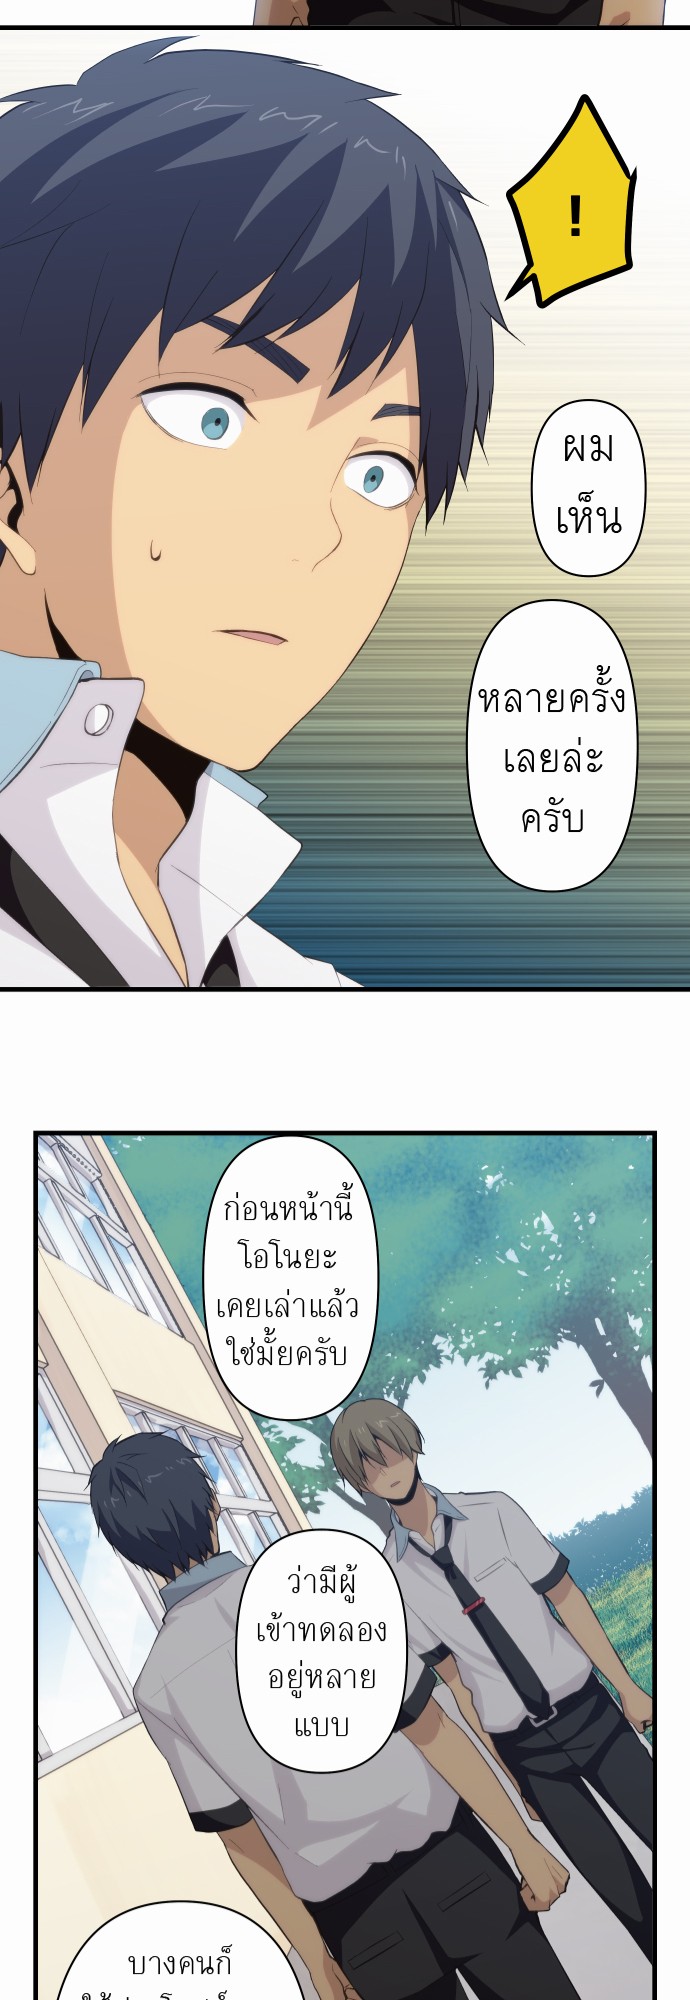 !
ผม
เห็น
หลายครั้ง
เลยล่ะ
ครับ
ก่อนหน้านี้
โอโนยะ
เคยเล่าแล้ว
ใช่มั้ยครับ
ว่ามีผู้
เข้าทดลอง
อยู่หลาย
แบบ
บางคนก็